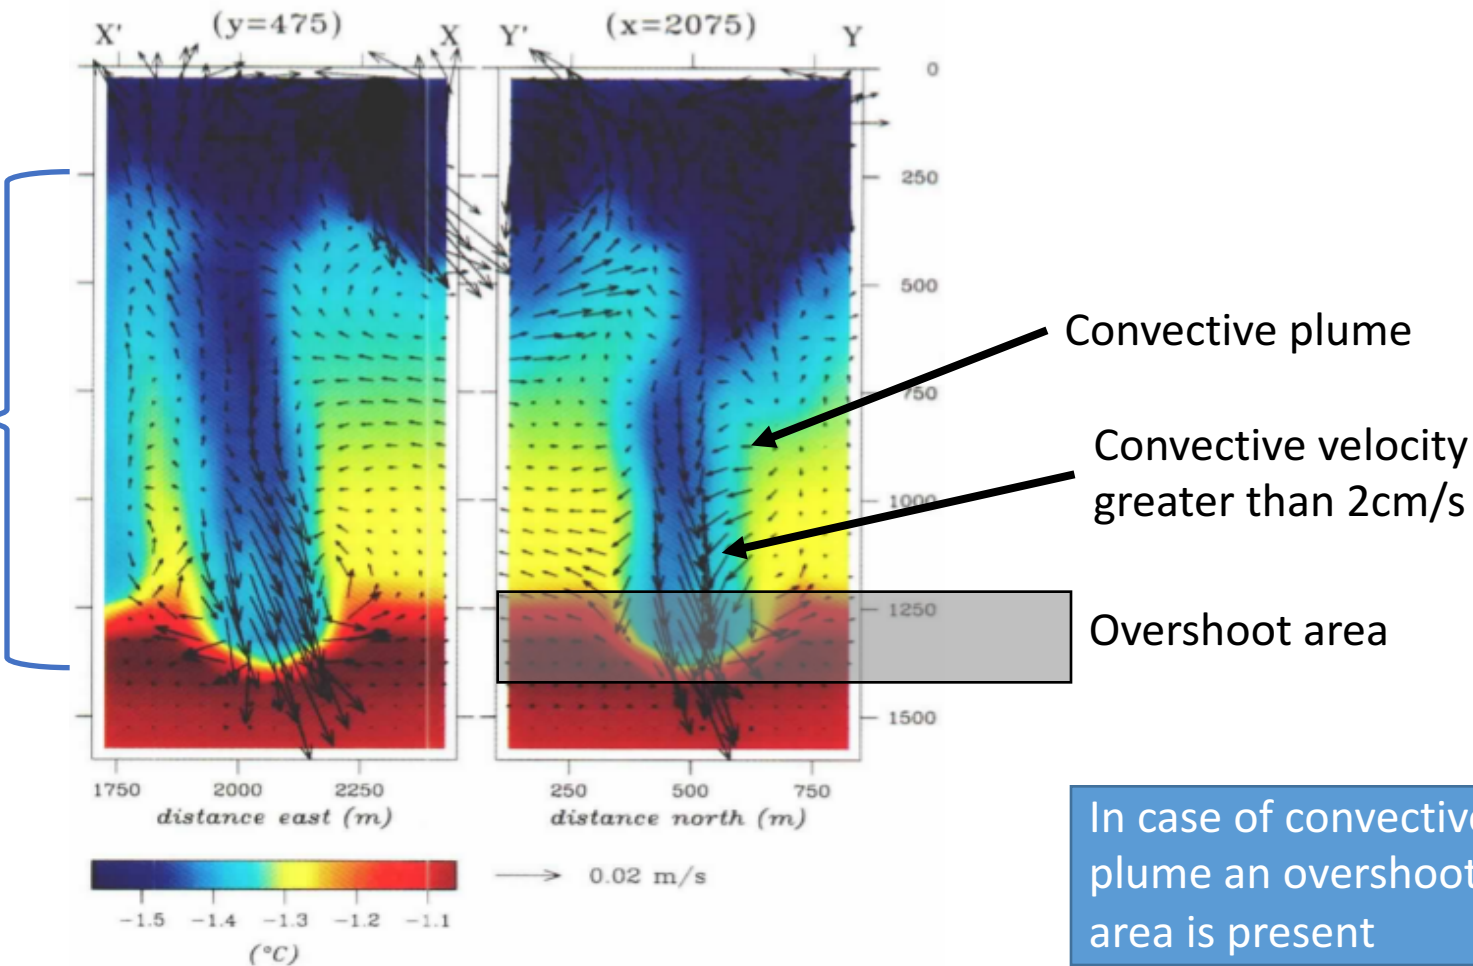 X' (y=475) X Y' (x=2075) Y
0
250
500
Convective plume
750
Convective velocity
1000
greater than 2cm/s
1250
Overshoot area
1500
1750 2000 2250 250 500 750
distance east (m) distance north (m)
0.02 m/s
−1.5 −1.4 −1.3 −1.2 −1.1
(°C)
In case of convective
plume an overshoot
area is present